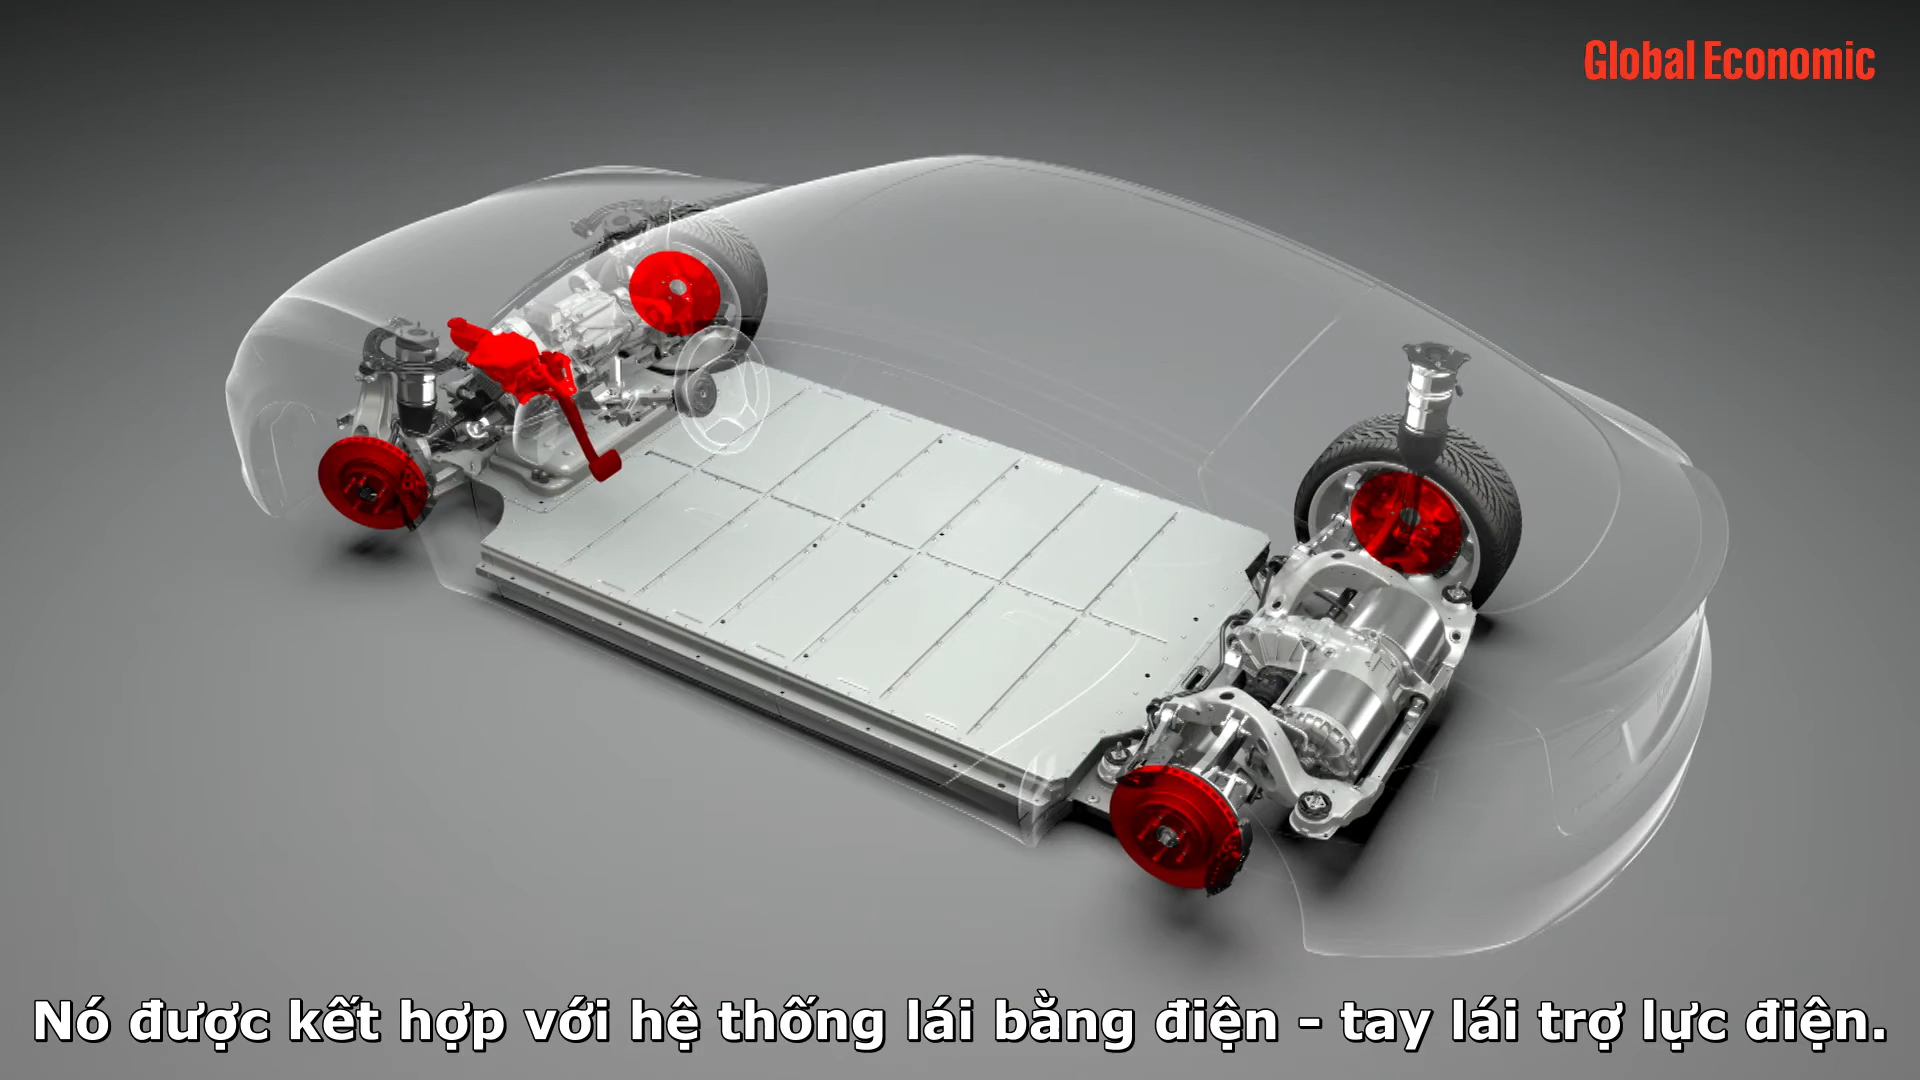 Global Economic
Nó được kết hợp với hệ thống lái bằng điện - tay lái trợ lực điện.